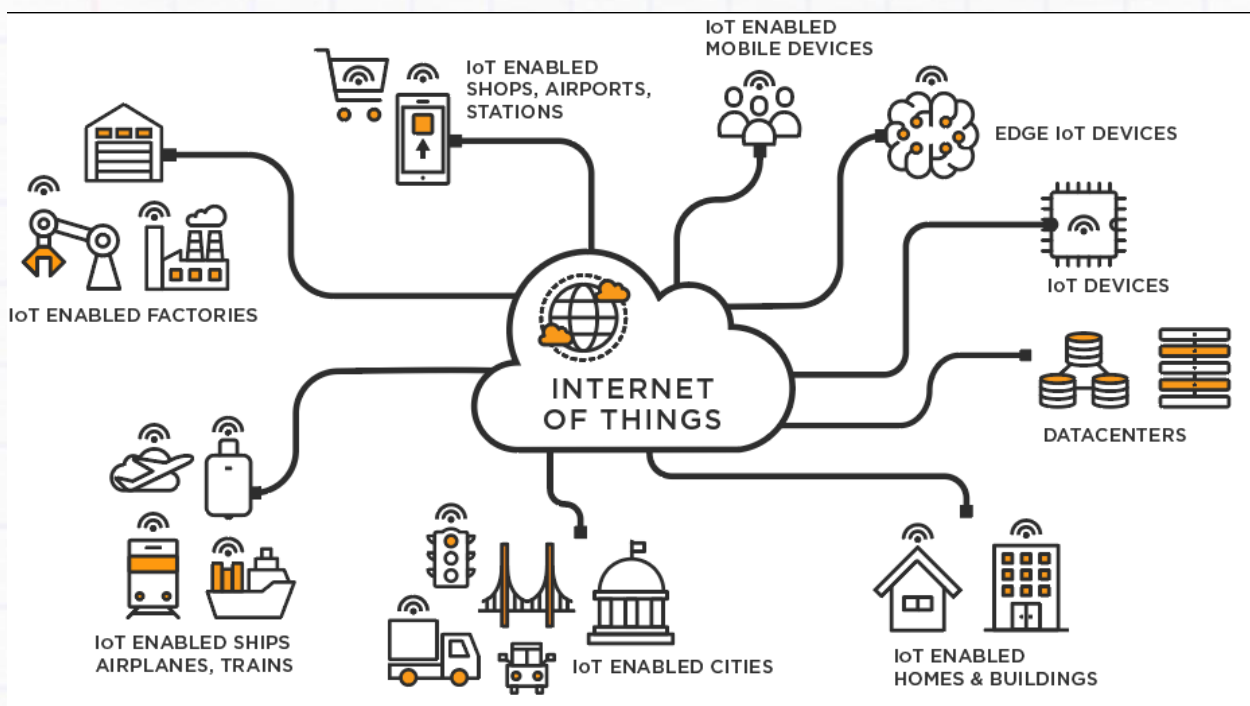 IoT ENABLED
MOBILE DEVICES
IoT ENABLED
SHOPS, AIRPORTS,
STATIONS
EDGE IoT DEVICES
IoT DEVICES
IoT ENABLED FACTORIES
INTERNET
OF THINGS
DATACENTERS
IoT ENABLED SHIPS
AIRPLANES, TRAINS
IoT ENABLED CITIES
IoT ENABLED
HOMES & BUILDINGS